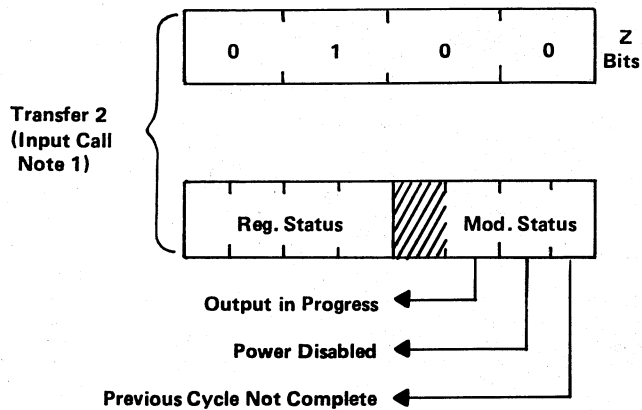 0 1 0 0
Z
Bits
Transfer 2
(Input Call
Note 1)
Reg. Status
Mod. Status
Output in Progress
Power Disabled
Previous Cycle Not Complete